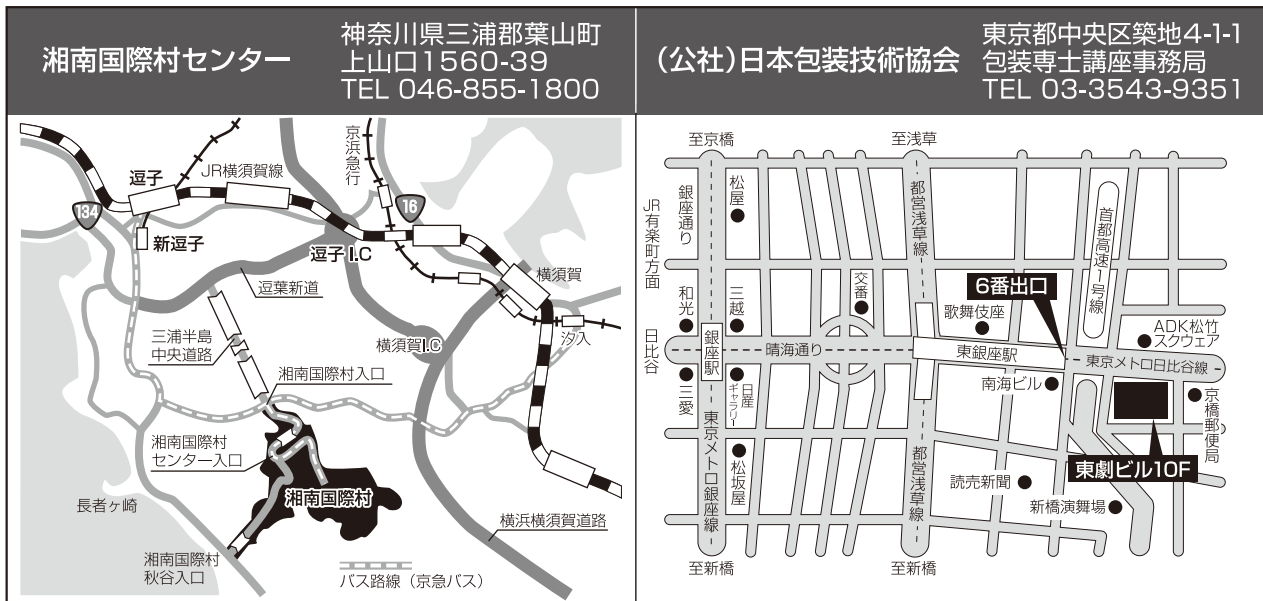 湘南国際村センター
神奈川県三浦郡葉山町
上山口1560-39
TEL 046-855-1800
(公社)日本包装技術協会
東京都中央区築地4-1-1
包装専士講座事務局
TEL 03-3543-9351
京浜急行
逗子
JR横須賀線
134
16
新逗子
逗子I.C
横須賀
逗葉新道
三浦半島
中央道路
横須賀I.C
汐入
湘南国際村入口
湘南国際村
センター入口
湘南国際村
長者ヶ崎
横浜横須賀道路
湘南国際村
秋谷入口
バス路線（京急バス）
至京橋
至浅草
JR有楽町方面
銀座通り
松屋
都営浅草線
首都高速1号線
交番
6番出口
和光
三越
歌舞伎座
ADK松竹
スクウェア
日比谷
銀座駅
晴海通り
東銀座駅
東京メトロ日比谷線
三愛
日産
ギャラリー
南海ビル
京橋郵便局
東京メトロ銀座線
松坂屋
都営浅草線
読売新聞
東劇ビル10F
新橋演舞場
至新橋
至新橋